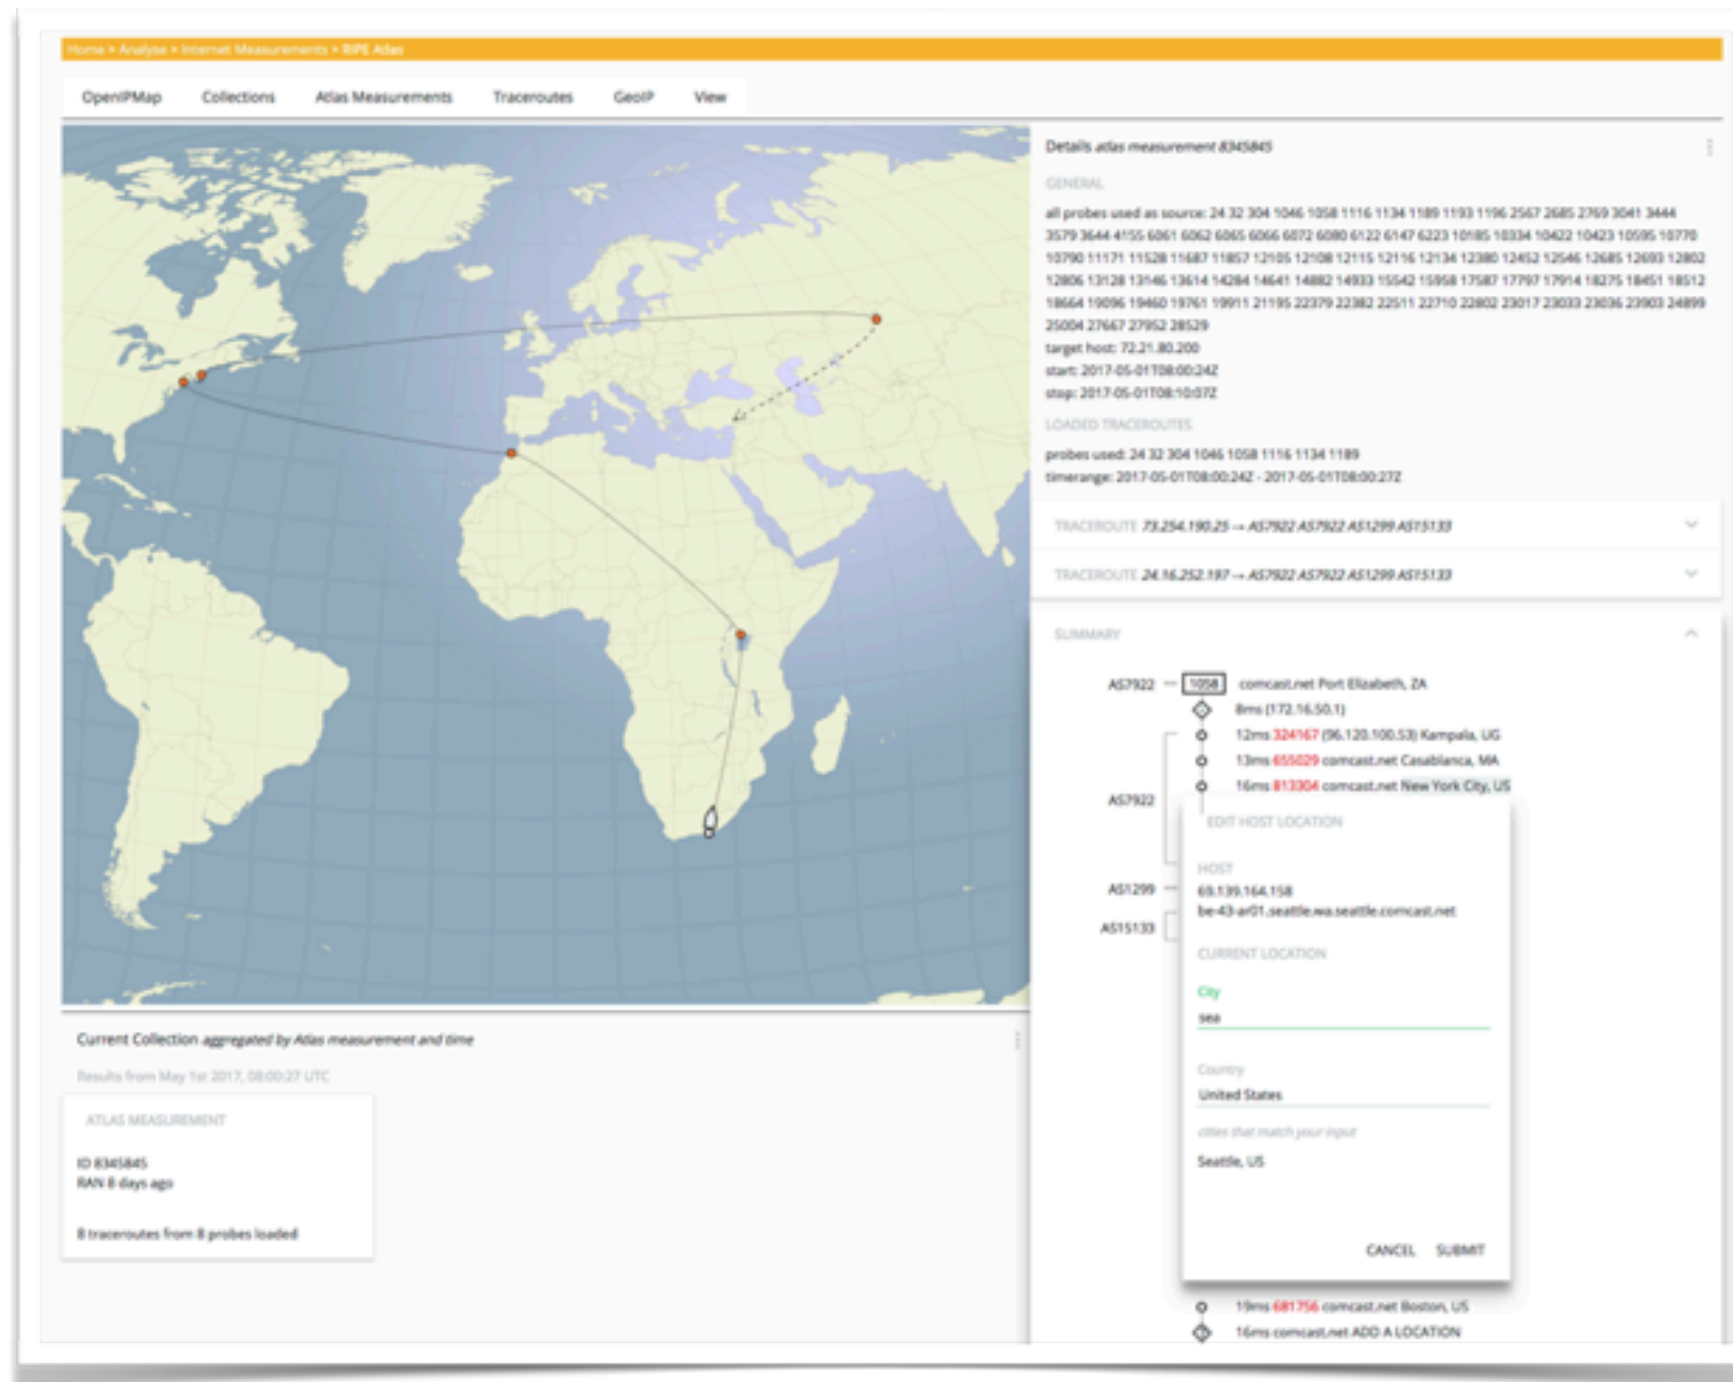 Home > Analyse > Internet Measurements > RIPE Atlas
OpenIPMap Collections Atlas Measurements Traceroutes GeoIP View
Details atlas measurement 8345845
GENERAL
all probes used as source: 24 32 304 1046 1058 1116 1134 1189 1193 1196 2567 2685 2769 3041 3444
3579 3644 4155 6061 6062 6065 6066 6072 6080 6122 6147 6223 10185 10334 10422 10423 10595 10770
10790 11171 11528 11687 11857 12105 12108 12115 12116 12134 12380 12452 12546 12685 12693 12802
12806 13128 13146 13614 14284 14641 14882 14933 15542 15958 17587 17797 17914 18275 18451 18512
18664 19096 19460 19761 19911 21195 22379 22382 22511 22710 22802 23017 23033 23036 23903 24899
25004 27667 27952 28529
target host: 72.21.80.200
start: 2017-05-01T08:00:24Z
stop: 2017-05-01T08:10:07Z
LOADED TRACEROUTES
probes used: 24 32 304 1046 1058 1116 1134 1189
timerange: 2017-05-01T08:00:24Z - 2017-05-01T08:00:27Z
TRACEROUTE 73.254.190.25 → AS7922 AS7922 AS1299 AS15133
TRACEROUTE 24.16.252.197 → AS7922 AS7922 AS1299 AS15133
SUMMARY
AS7922 1058 comcast.net Port Elizabeth, ZA
8ms (172.16.50.1)
12ms 324167 (96.120.100.53) Kampala, UG
13ms 655029 comcast.net Casablanca, MA
16ms 813304 comcast.net New York City, US
AS7922
AS1299
AS15133
EDIT HOST LOCATION
HOST
69.139.164.158
be-43-ar01.seattle.wa.seattle.comcast.net
CURRENT LOCATION
City
sea
Country
United States
cities that match your input
Seattle, US
CANCEL SUBMIT
19ms 681756 comcast.net Boston, US
16ms comcast.net ADD A LOCATION
Current Collection aggregated by Atlas measurement and time
Results from May 1st 2017, 08:00:27 UTC
ATLAS MEASUREMENT
ID 8345845
RAN 8 days ago
8 traceroutes from 8 probes loaded